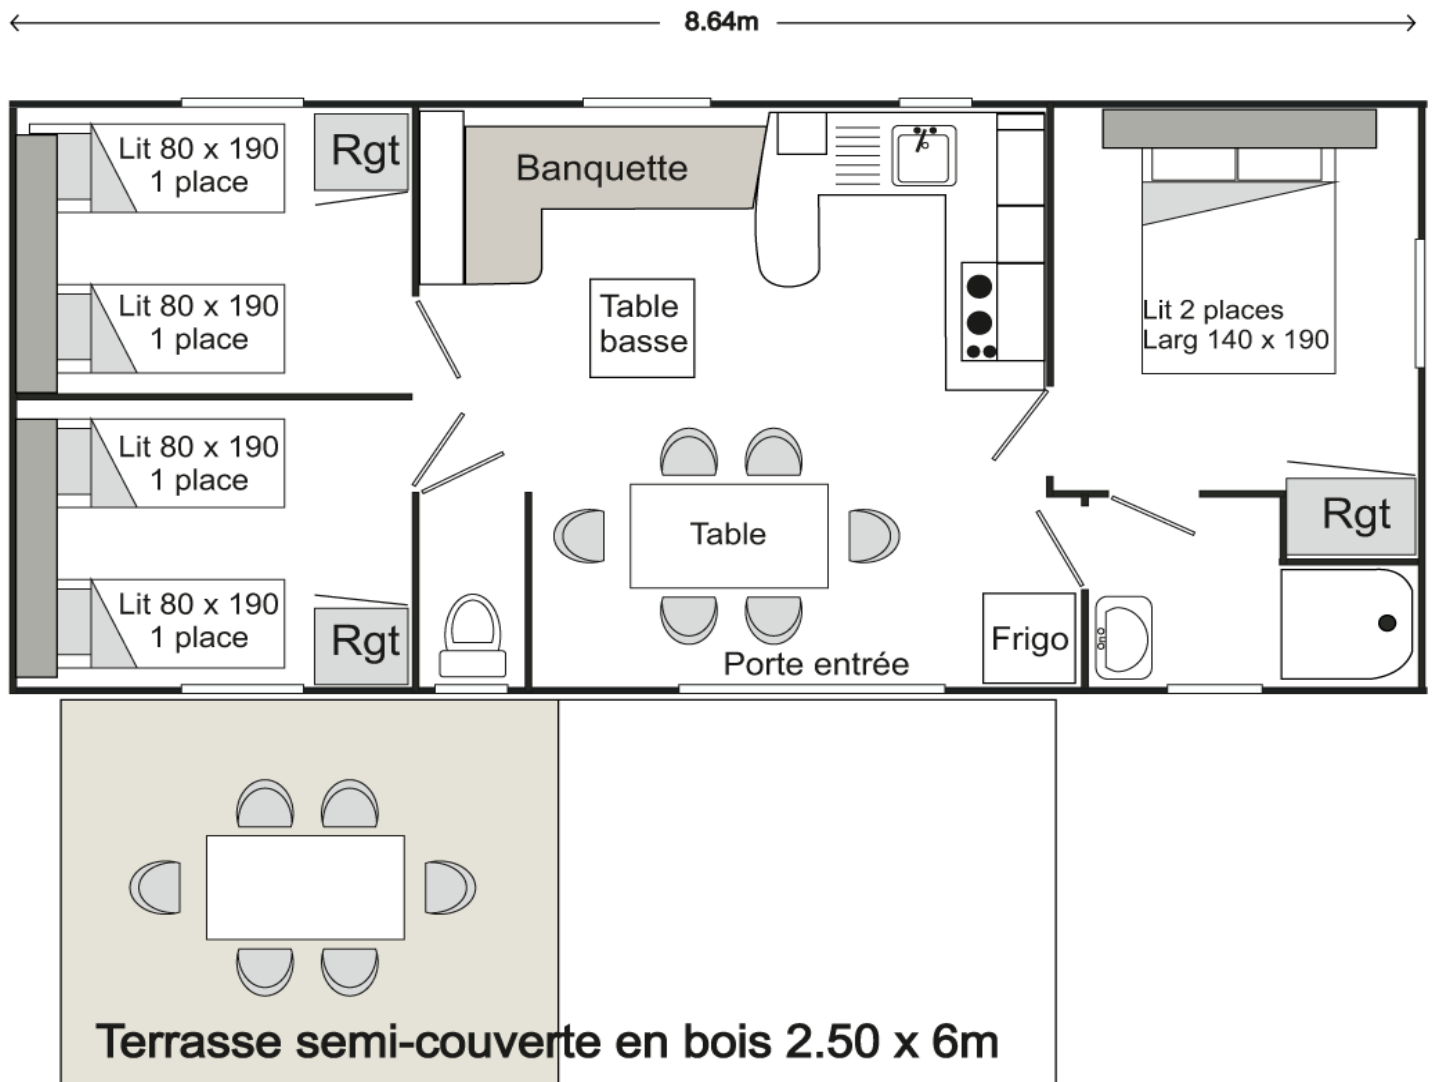 8.64m
Lit 80 x 190
1 place
Rgt
Banquette
Lit 80 x 190
1 place
Table
basse
Lit 2 places
Larg 140 x 190
Lit 80 x 190
1 place
Table
Rgt
Lit 80 x 190
1 place
Rgt
Frigo
Porte entrée
Terrasse semi-couverte en bois 2.50 x 6m